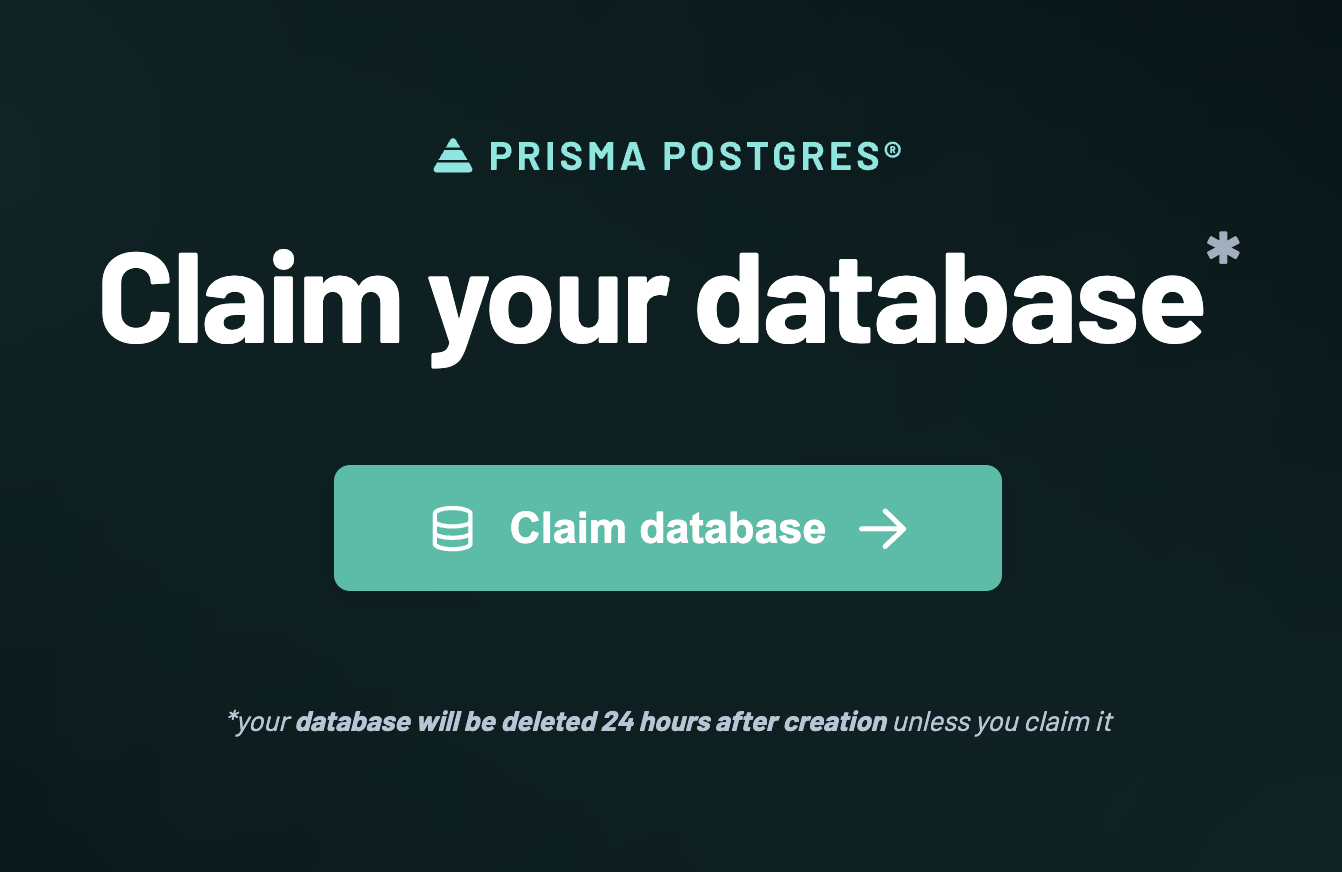 PRISMA POSTGRES®
Claim your database*
Claim database
*your database will be deleted 24 hours after creation unless you claim it